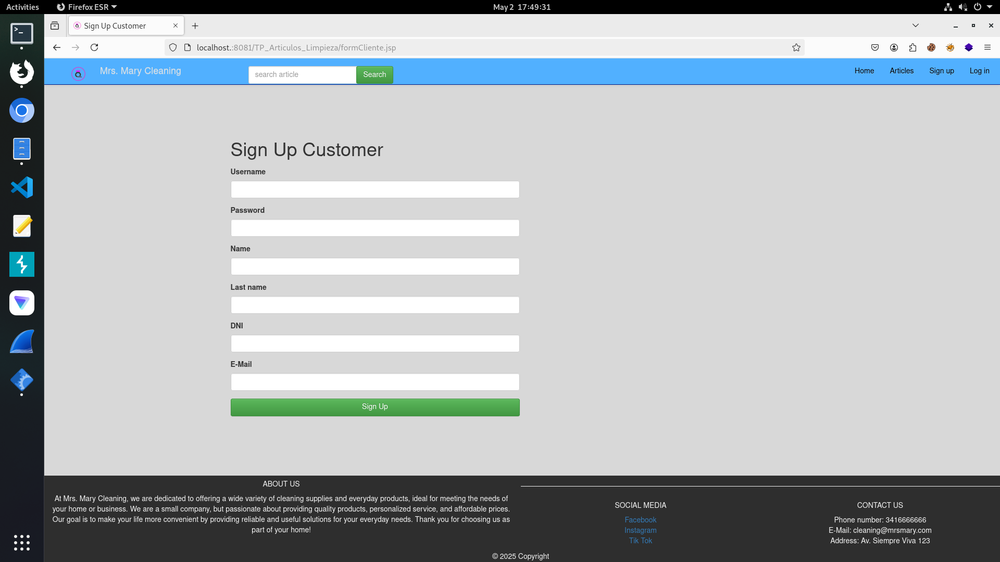 Activities
Firefox ESR
May 2 17:49:31
Sign Up Customer
localhost.:8081/TP_Articulos_Limpieza/formCliente.jsp
Mrs. Mary Cleaning
search article
Search
Home
Articles
Sign up
Log in
Sign Up Customer
Username
Password
Name
Last name
DNI
E-Mail
Sign Up
ABOUT US
At Mrs. Mary Cleaning, we are dedicated to offering a wide variety of cleaning supplies and everyday products, ideal for meeting the needs of
your home or business. We are a small company, but passionate about providing quality products, personalized service, and affordable prices.
Our goal is to make your life more convenient by providing reliable and useful solutions for your everyday needs. Thank you for choosing us as
part of your home!
SOCIAL MEDIA
Facebook
Instagram
Tik Tok
CONTACT US
Phone number: 3416666666
E-Mail: cleaning@mrsmary.com
Address: Av. Siempre Viva 123
© 2025 Copyright